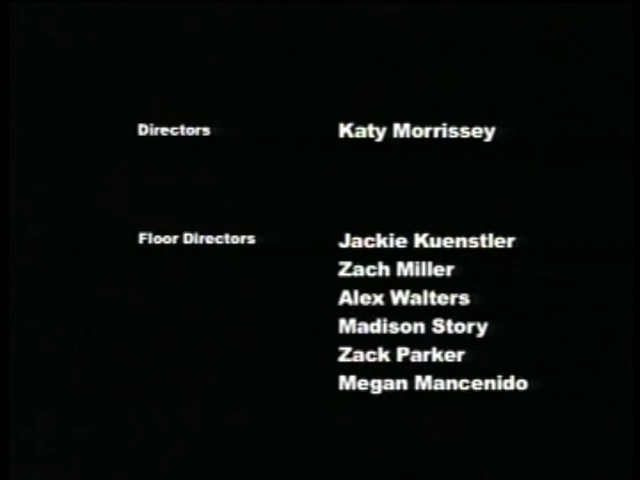 Directors Katy Morrissey
Floor Directors Jackie Kuenstler
Zach Miller
Alex Walters
Madison Story
Zack Parker
Megan Mancenido